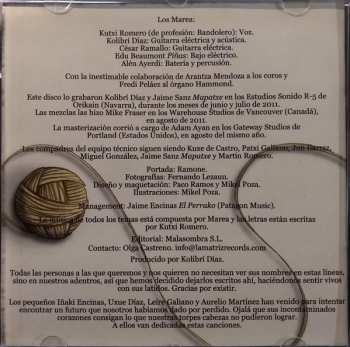 Los Marea:
Kutxi Romero (de profesión: Bandolero): Voz.
Kolibrí Díaz: Guitarra eléctrica y acústica.
César Ramallo: Guitarra eléctrica.
Edu Beaumont Piñas: Bajo eléctrico.
Alén Ayerdi: Batería y percusión.
Con la inestimable colaboración de Arantza Mendoza a los coros y
Fredi Peláez al órgano Hammond.
Este disco lo grabaron Kolibrí Díaz y Jaime Sanz Mapatxe en los Estudios Sonido R-5 de
Orikain (Navarra), durante los meses de junio y julio de 2011.
Las mezclas las hizo Mike Fraser en los Warehouse Studios de Vancouver (Canadá),
en agosto de 2011.
La masterización corrió a cargo de Adam Ayan en los Gateway Studios de
Portland (Estados Unidos), en agosto del mismo año.
Los compadres del equipo técnico siguen siendo Kuxe de Castro, Patxi Galisas, Jon Garraz,
Miguel González, Jaime Sanz Mapatxe y Martín Romero.
Portada: Ramone.
Fotografías: Fernando Lezaun.
Diseño y maquetación: Paco Ramos y Mikel Poza.
Ilustraciones: Mikel Poza.
Management: Jaime Encinas El Perruko (Patason Music).
La música de todos los temas está compuesta por Marea y las letras están escritas
por Kutxi Romero.
Editorial: Malasombra S.L.
Contacto: Olga Castreno. info@lamatrizrecords.com
Producido por Kolibrí Díaz.
Todas las personas a las que queremos y nos quieren no necesitan ver sus nombres en estas líneas,
sino en nuestros adentros, así que hemos decidido dejarlos escritos ahí, haciéndonos sentir vivos
con sus latidos. Gracias por existir.
Los pequeños Iñaki Encinas, Uxue Díaz, Leire Galiano y Aurelio Martínez han venido para intentar
encontrar un futuro que nosotros habíamos dado por perdido. Ojalá que sus incontaminados
corazones consigan lo que nuestras torpes cabezas no pudieron lograr.
A ellos van dedicadas estas canciones.